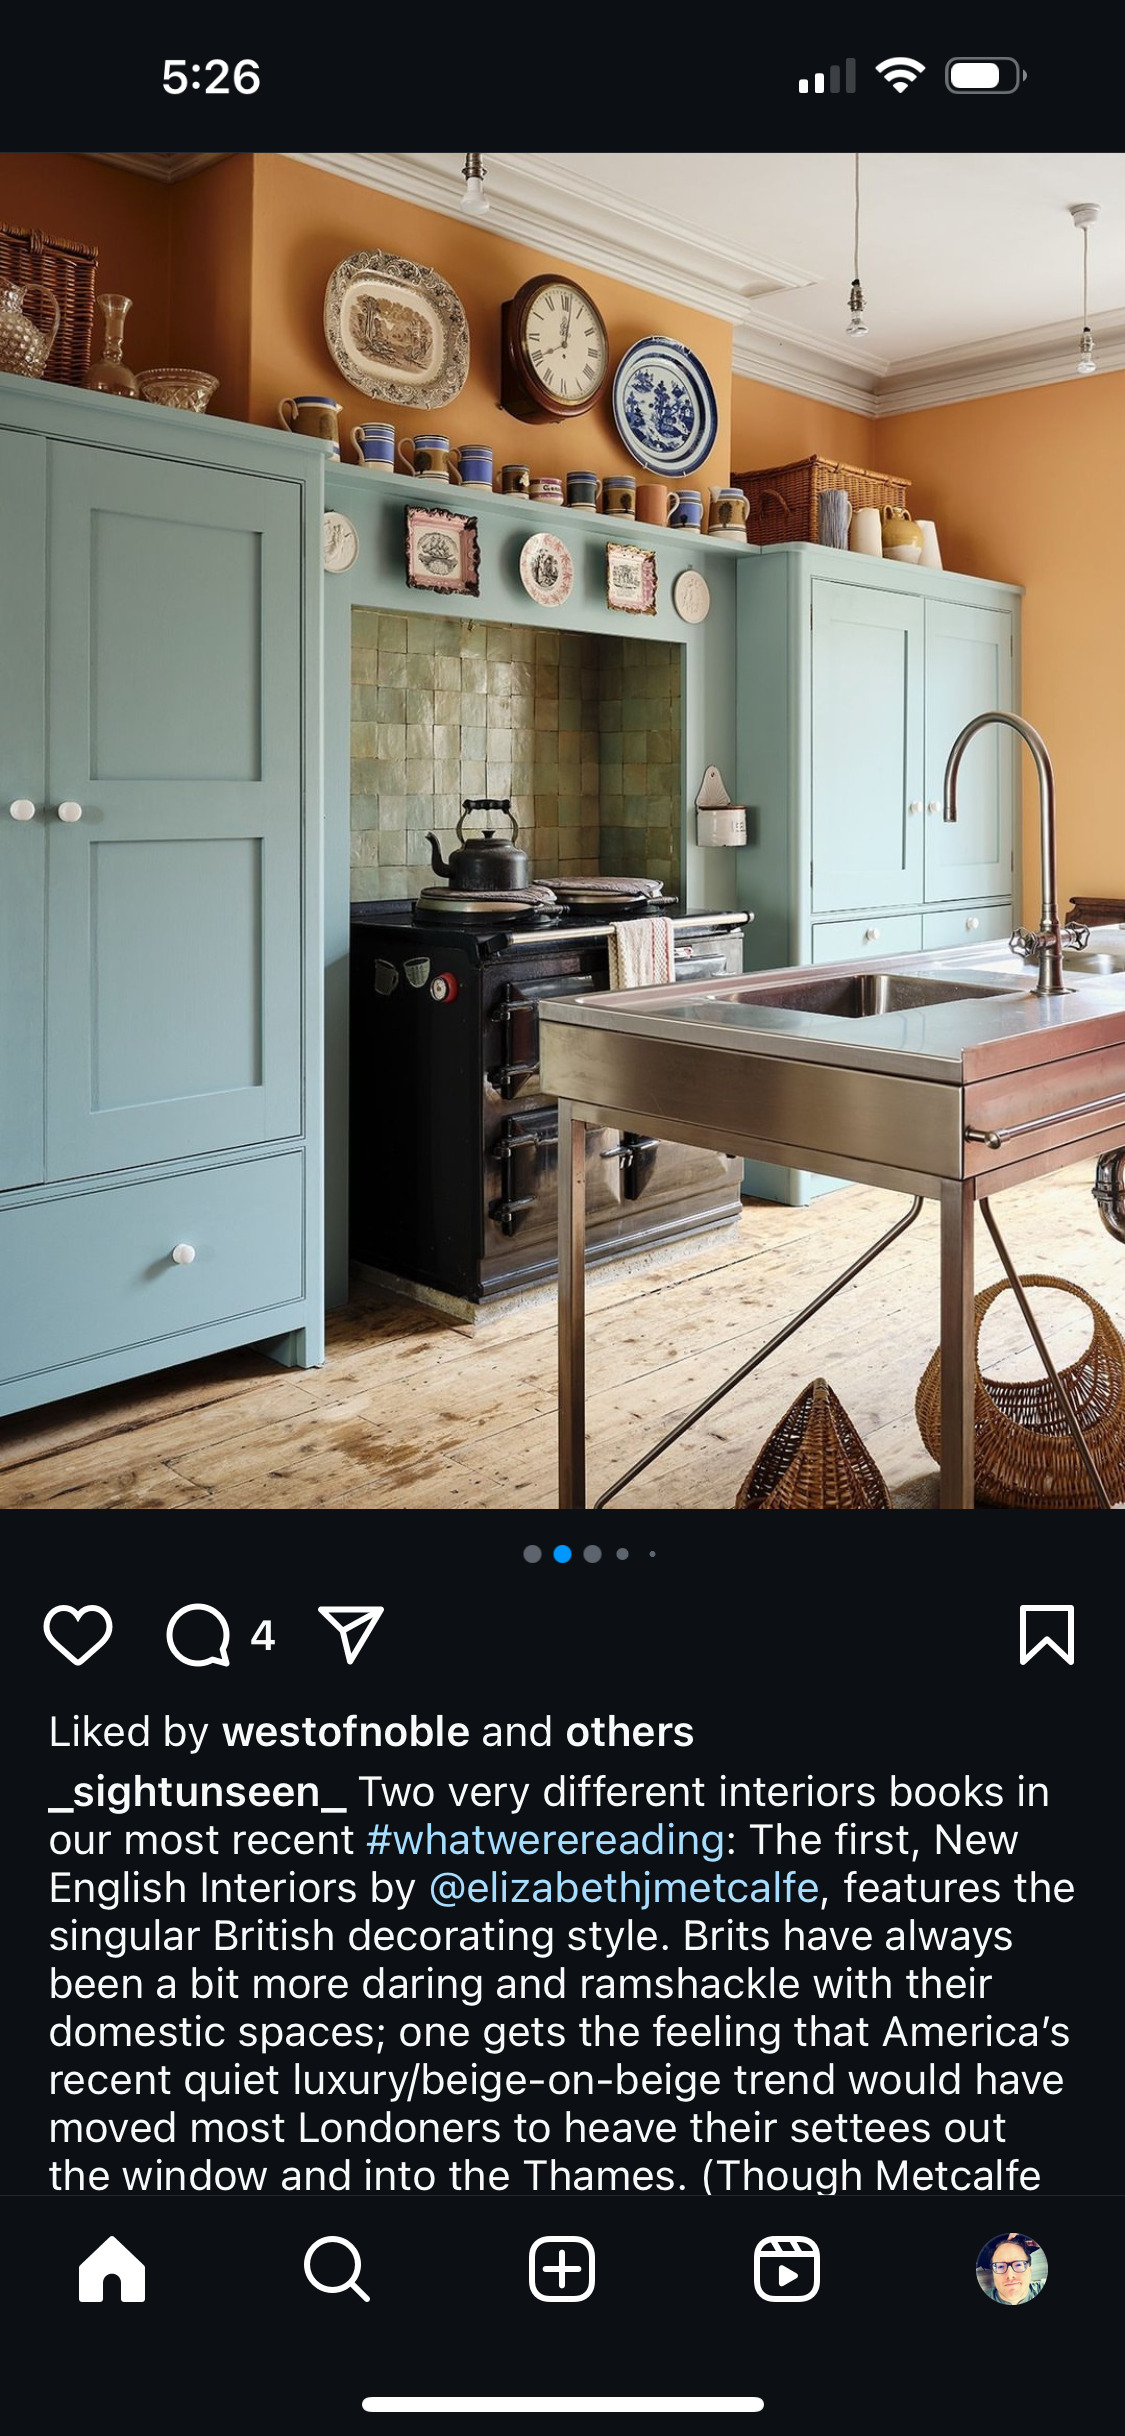 5:26
4
Liked by westofnoble and others
_sightunseen_ Two very different interiors books in
our most recent #whatwerereading: The first, New
English Interiors by @elizabethjmetcalfe, features the
singular British decorating style. Brits have always
been a bit more daring and ramshackle with their
domestic spaces; one gets the feeling that America’s
recent quiet luxury/beige-on-beige trend would have
moved most Londoners to heave their settees out
the window and into the Thames. (Though Metcalfe